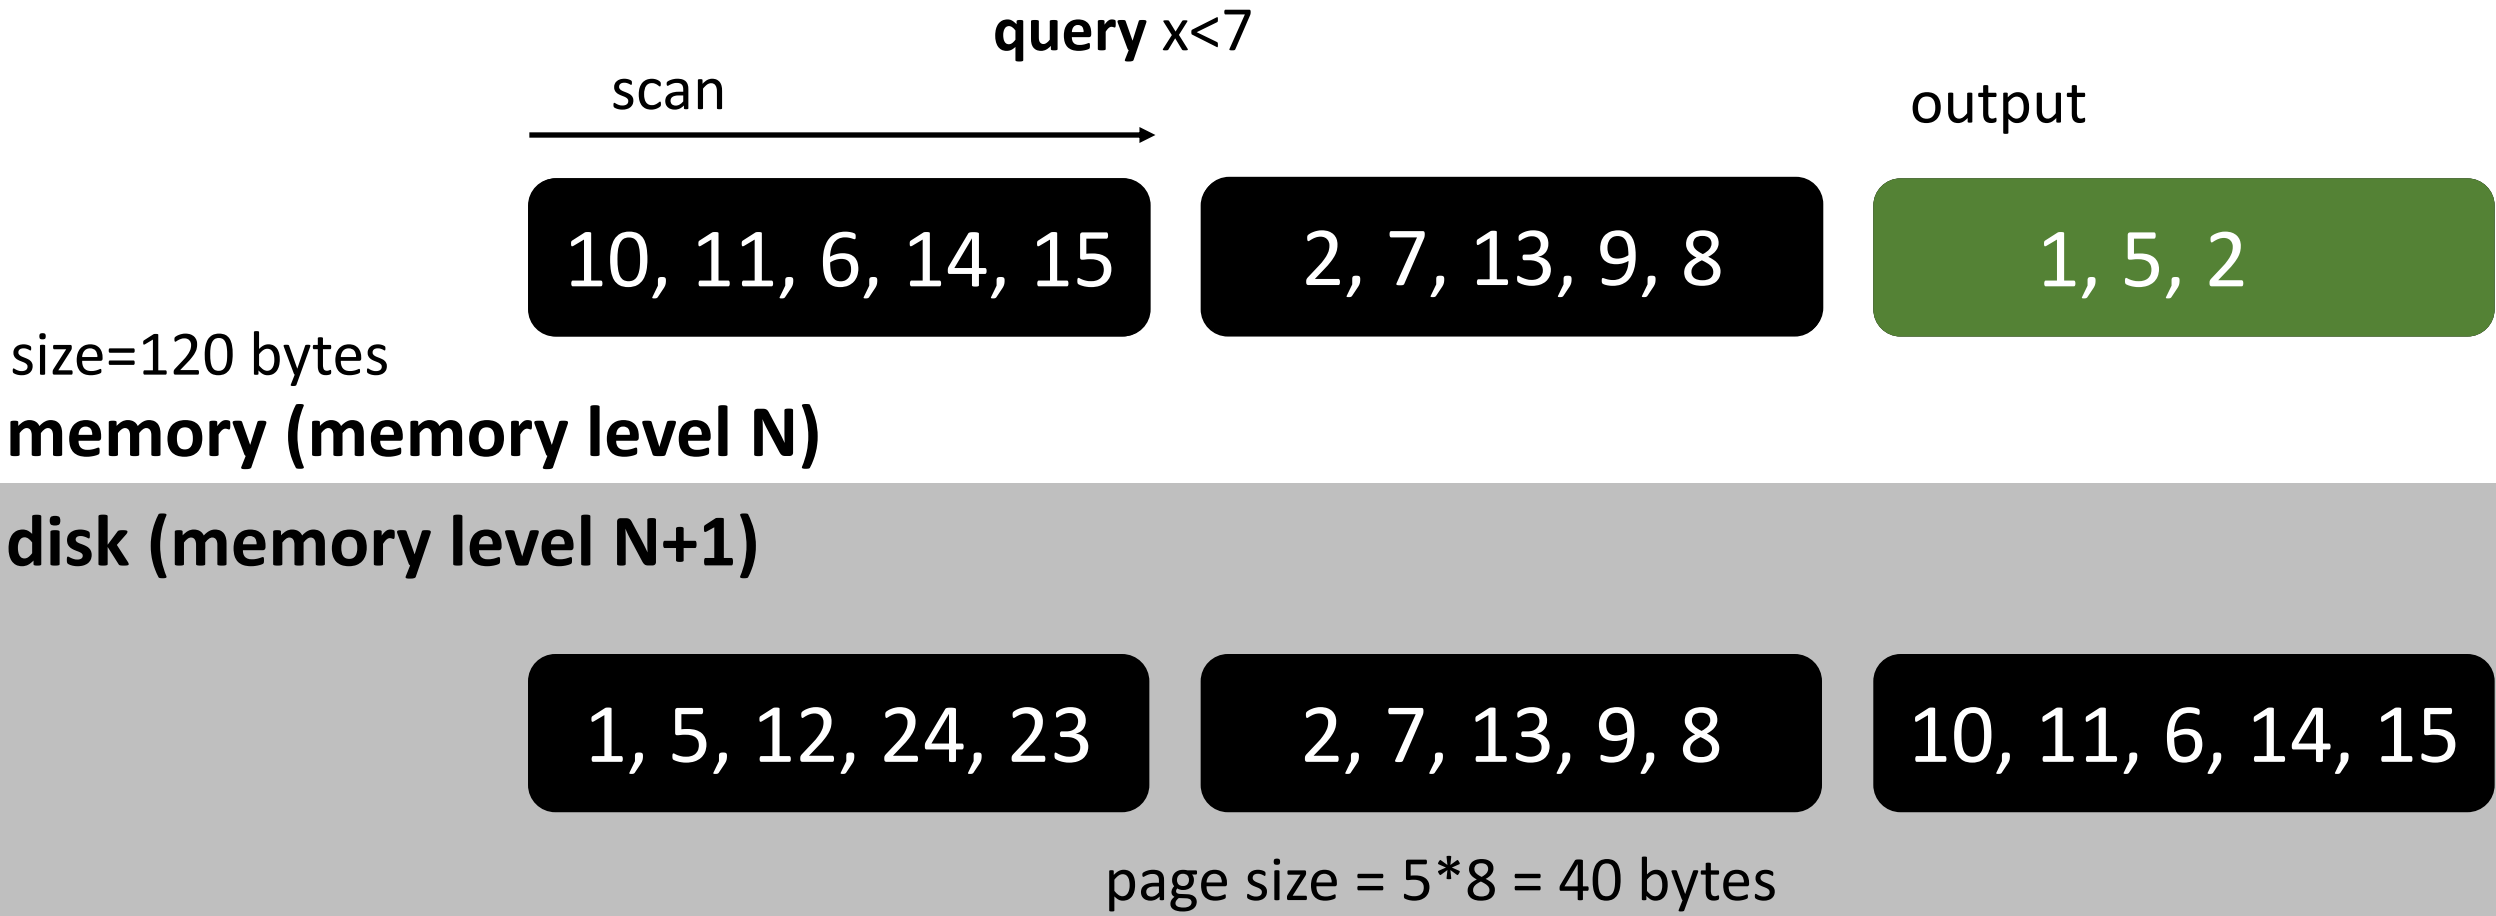 query x<7
scan
output
10, 11, 6, 14, 15
2, 7, 13, 9, 8
1, 5, 2
size=120 bytes
memory (memory level N)
disk (memory level N+1)
1, 5, 12, 24, 23
2, 7, 13, 9, 8
10, 11, 6, 14, 15
page size = 5*8 = 40 bytes